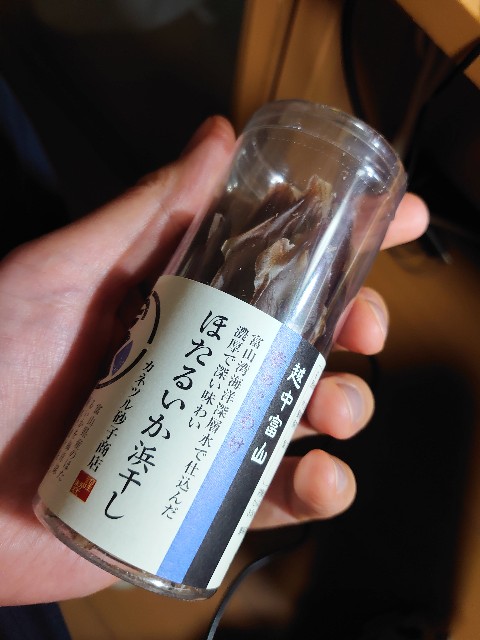 越中富山
富山湾海洋深層水で仕込んだ
濃厚で深い味わい
ほたるいか浜干し
カネツル砂子商店